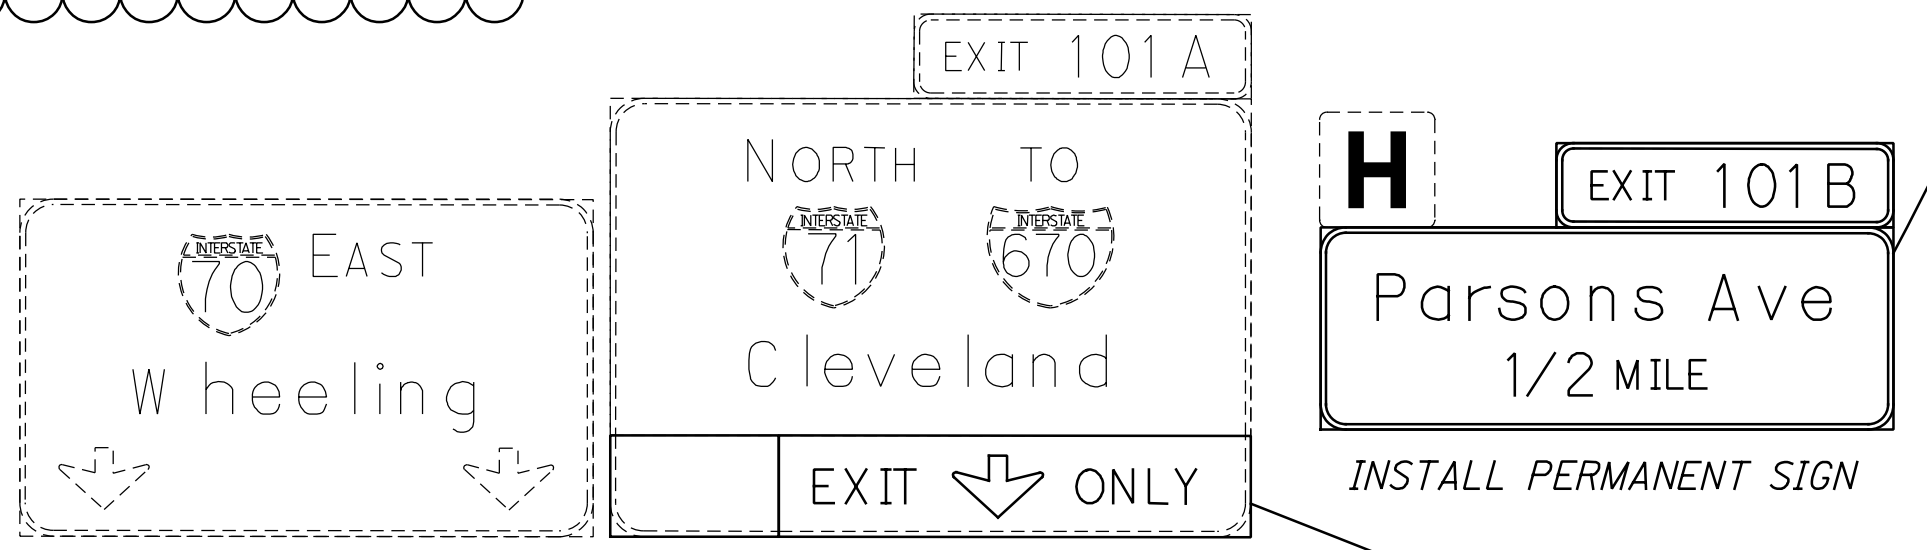 INTERSTATE
70 EAST
Wheeling
EXIT 101A
NORTH TO
INTERSTATE INTERSTATE
71 670
Cleveland
EXIT ONLY
H
EXIT 101B
Parsons Ave
1/2 MILE
INSTALL PERMANENT SIGN